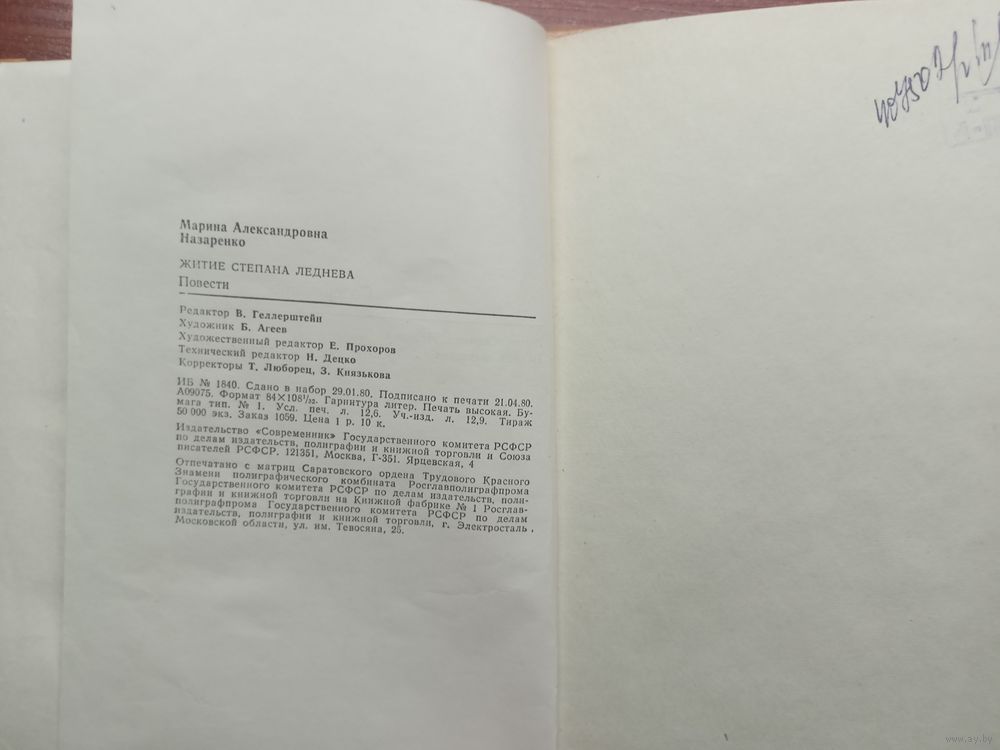 Марина Александровна
Назаренко
ЖИТИЕ СТЕПАНА ЛЕДНЕВА
Повести
Редактор В. Геллерштейн
Художник Б. Агеев
Художественный редактор Е. Прохоров
Технический редактор Н. Децко
Корректоры Т. Люборец, З. Князькова
ИБ № 1840. Сдано в набор 29.01.80. Подписано к печати 21.04.80.
А09075. Формат 84×108¹/₃₂. Гарнитура литер. Печать высокая. Бу-
мага тип. № 1. Усл. печ. л. 12,6. Уч.-изд. л. 12,9. Тираж
50 000 экз. Заказ 1059. Цена 1 р. 10 к.
Издательство «Современник» Государственного комитета РСФСР
по делам издательств, полиграфии и книжной торговли и Союза
писателей РСФСР. 121351, Москва, Г-351. Ярцевская, 4
Отпечатано с матриц Саратовского ордена Трудового Красного
Знамени полиграфического комбината Росглавполиграфпрома
Государственного комитета РСФСР по делам издательств, поли-
графии и книжной торговли на Книжной фабрике № 1 Росглав-
полиграфпрома Государственного комитета РСФСР по делам
издательств, полиграфии и книжной торговли, г. Электросталь,
Московской области, ул. им. Тевосяна, 25.
www.ay.by